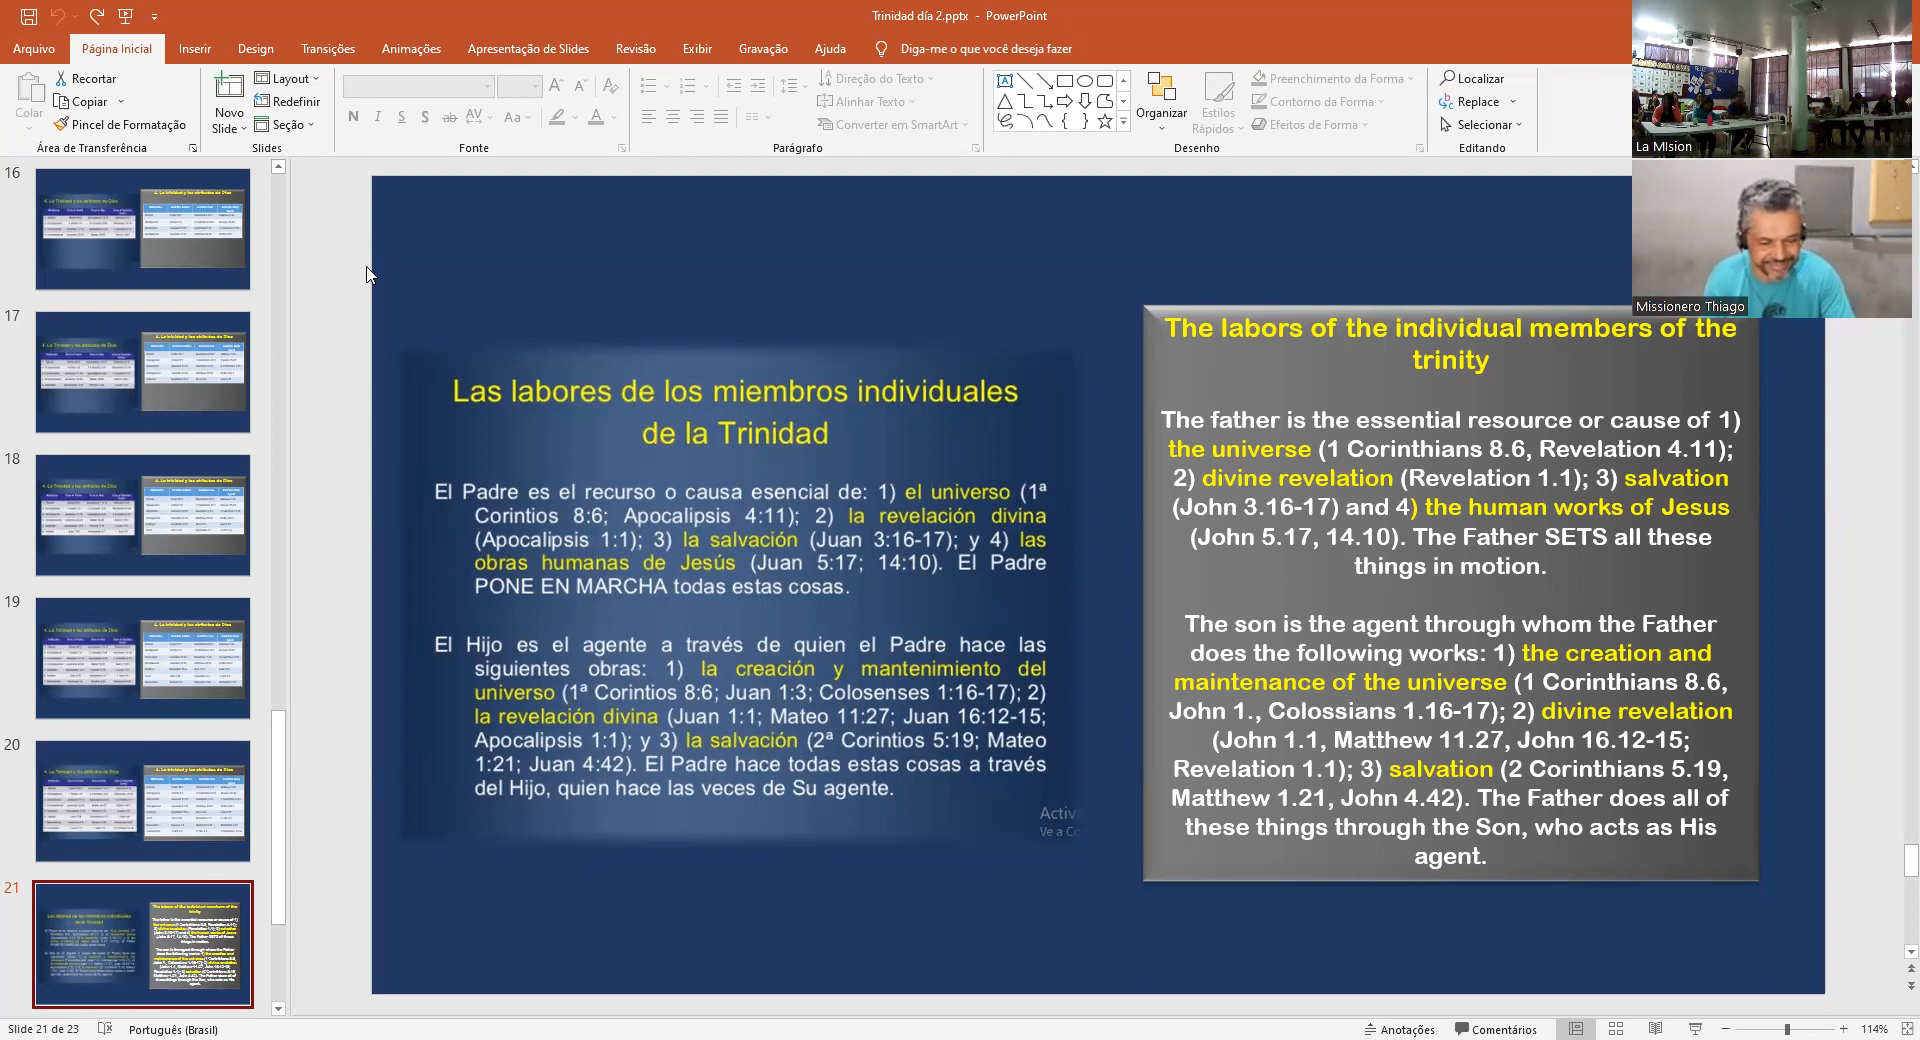 Trinidad día 2.pptx - PowerPoint
Arquivo Página Inicial Inserir Design Transições Animações Apresentação de Slides Revisão Exibir Gravação Ajuda Diga-me o que você deseja fazer
Colar
Recortar
Copiar
Pincel de Formatação
Área de Transferência
Novo Slide
Layout
Redefinir
Seção
Slides
N I S S ab AV Aa A
Fonte
Direção do Texto
Alinhar Texto
Converter em SmartArt
Parágrafo
Organizar
Estilos Rápidos
Preenchimento da Forma
Contorno da Forma
Efeitos de Forma
Desenho
Localizar
Replace
Selecionar
Editando
La MIsion
Missionero Thiago
16
17
18
19
20
21
Las labores de los miembros individuales
de la Trinidad
El Padre es el recurso o causa esencial de: 1) el universo (1ª
Corintios 8:6; Apocalipsis 4:11); 2) la revelación divina
(Apocalipsis 1:1); 3) la salvación (Juan 3:16-17); y 4) las
obras humanas de Jesús (Juan 5:17; 14:10). El Padre
PONE EN MARCHA todas estas cosas.
El Hijo es el agente a través de quien el Padre hace las
siguientes obras: 1) la creación y mantenimiento del
universo (1ª Corintios 8:6; Juan 1:3; Colosenses 1:16-17); 2)
la revelación divina (Juan 1:1; Mateo 11:27; Juan 16:12-15;
Apocalipsis 1:1); y 3) la salvación (2ª Corintios 5:19; Mateo
1:21; Juan 4:42). El Padre hace todas estas cosas a través
del Hijo, quien hace las veces de Su agente.
Activ
Ve a Co
The labors of the individual members of the
trinity
The father is the essential resource or cause of 1)
the universe (1 Corinthians 8.6, Revelation 4.11);
2) divine revelation (Revelation 1.1); 3) salvation
(John 3.16-17) and 4) the human works of Jesus
(John 5.17, 14.10). The Father SETS all these
things in motion.
The son is the agent through whom the Father
does the following works: 1) the creation and
maintenance of the universe (1 Corinthians 8.6,
John 1., Colossians 1.16-17); 2) divine revelation
(John 1.1, Matthew 11.27, John 16.12-15;
Revelation 1.1); 3) salvation (2 Corinthians 5.19,
Matthew 1.21, John 4.42). The Father does all of
these things through the Son, who acts as His
agent.
Slide 21 de 23 Português (Brasil) Anotações Comentários 114%